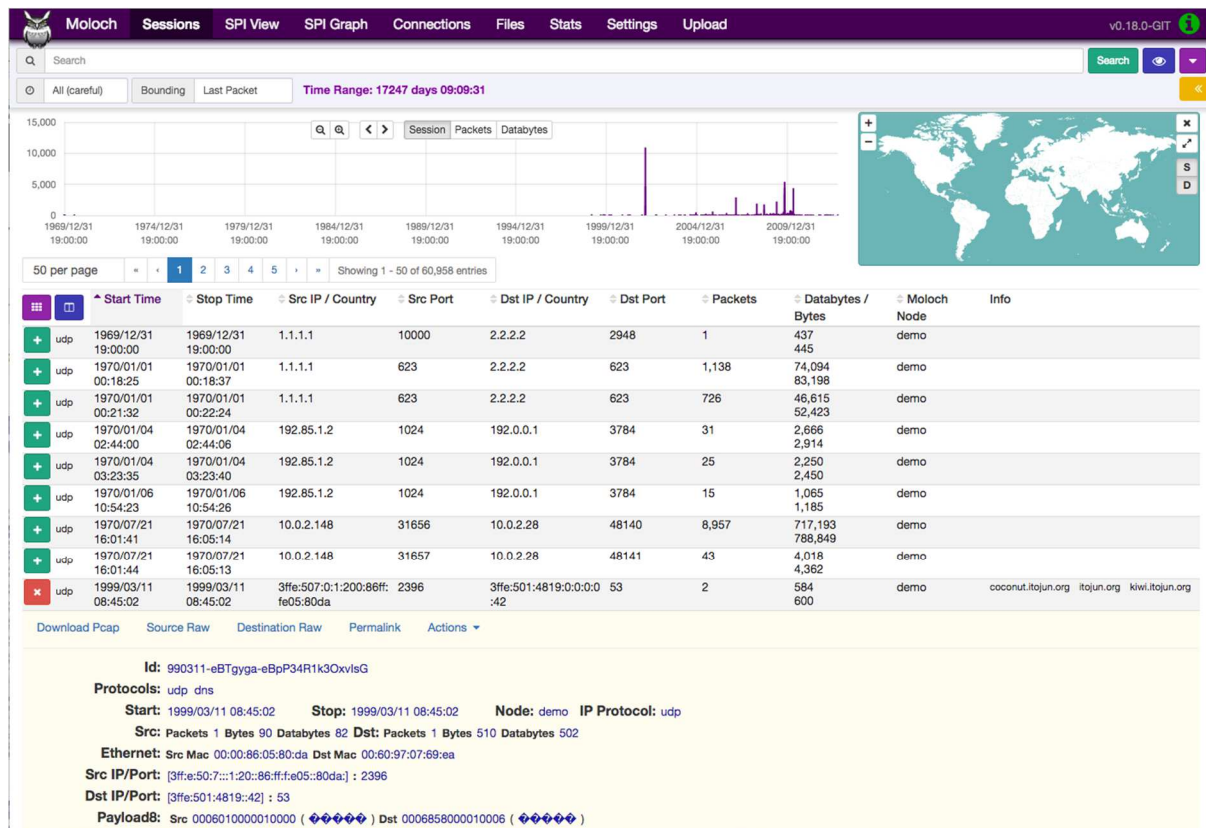 Moloch Sessions SPI View SPI Graph Connections Files Stats Settings Upload v0.18.0-GIT
Search Search
All (careful) Bounding Last Packet Time Range: 17247 days 09:09:31
15,000
10,000
5,000
0
Session Packets Databytes
1969/12/31 19:00:00 1974/12/31 19:00:00 1979/12/31 19:00:00 1984/12/31 19:00:00 1989/12/31 19:00:00 1994/12/31 19:00:00 1999/12/31 19:00:00 2004/12/31 19:00:00 2009/12/31 19:00:00
+
−
S
D
50 per page « ‹ 1 2 3 4 5 › » Showing 1 - 50 of 60,958 entries
Start Time Stop Time Src IP / Country Src Port Dst IP / Country Dst Port Packets Databytes / Bytes Moloch Node Info
udp 1969/12/31 19:00:00 1969/12/31 19:00:00 1.1.1.1 10000 2.2.2.2 2948 1 437 445 demo
udp 1970/01/01 00:18:25 1970/01/01 00:18:37 1.1.1.1 623 2.2.2.2 623 1,138 74,094 83,198 demo
udp 1970/01/01 00:21:32 1970/01/01 00:22:24 1.1.1.1 623 2.2.2.2 623 726 46,615 52,423 demo
udp 1970/01/04 02:44:00 1970/01/04 02:44:06 192.85.1.2 1024 192.0.0.1 3784 31 2,666 2,914 demo
udp 1970/01/04 03:23:35 1970/01/04 03:23:40 192.85.1.2 1024 192.0.0.1 3784 25 2,250 2,450 demo
udp 1970/01/06 10:54:23 1970/01/06 10:54:26 192.85.1.2 1024 192.0.0.1 3784 15 1,065 1,185 demo
udp 1970/07/21 16:01:41 1970/07/21 16:05:14 10.0.2.148 31656 10.0.2.28 48140 8,957 717,193 788,849 demo
udp 1970/07/21 16:01:44 1970/07/21 16:05:13 10.0.2.148 31657 10.0.2.28 48141 43 4,018 4,362 demo
udp 1999/03/11 08:45:02 1999/03/11 08:45:02 3ffe:507:0:1:200:86ff:fe05:80da 2396 3ffe:501:4819:0:0:0:0:42 53 2 584 600 demo coconut.itojun.org itojun.org kiwi.itojun.org
Download Pcap Source Raw Destination Raw Permalink Actions
Id: 990311-eBTgyga-eBpP34R1k3OxvIsG
Protocols: udp dns
Start: 1999/03/11 08:45:02 Stop: 1999/03/11 08:45:02 Node: demo IP Protocol: udp
Src: Packets 1 Bytes 90 Databytes 82 Dst: Packets 1 Bytes 510 Databytes 502
Ethernet: Src Mac 00:00:86:05:80:da Dst Mac 00:60:97:07:69:ea
Src IP/Port: [3ff:e:50:7:::1:20::86:ff:f:e05::80da:] : 2396
Dst IP/Port: [3ffe:501:4819::42] : 53
Payload8: Src 0006010000010000 ( �����) Dst 0006858000010006 ( �����)